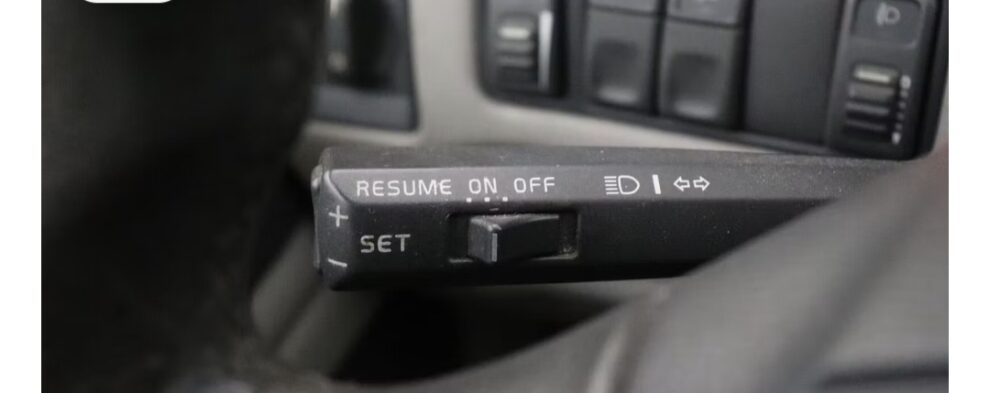 RESUME ON OFF
+
SET
−